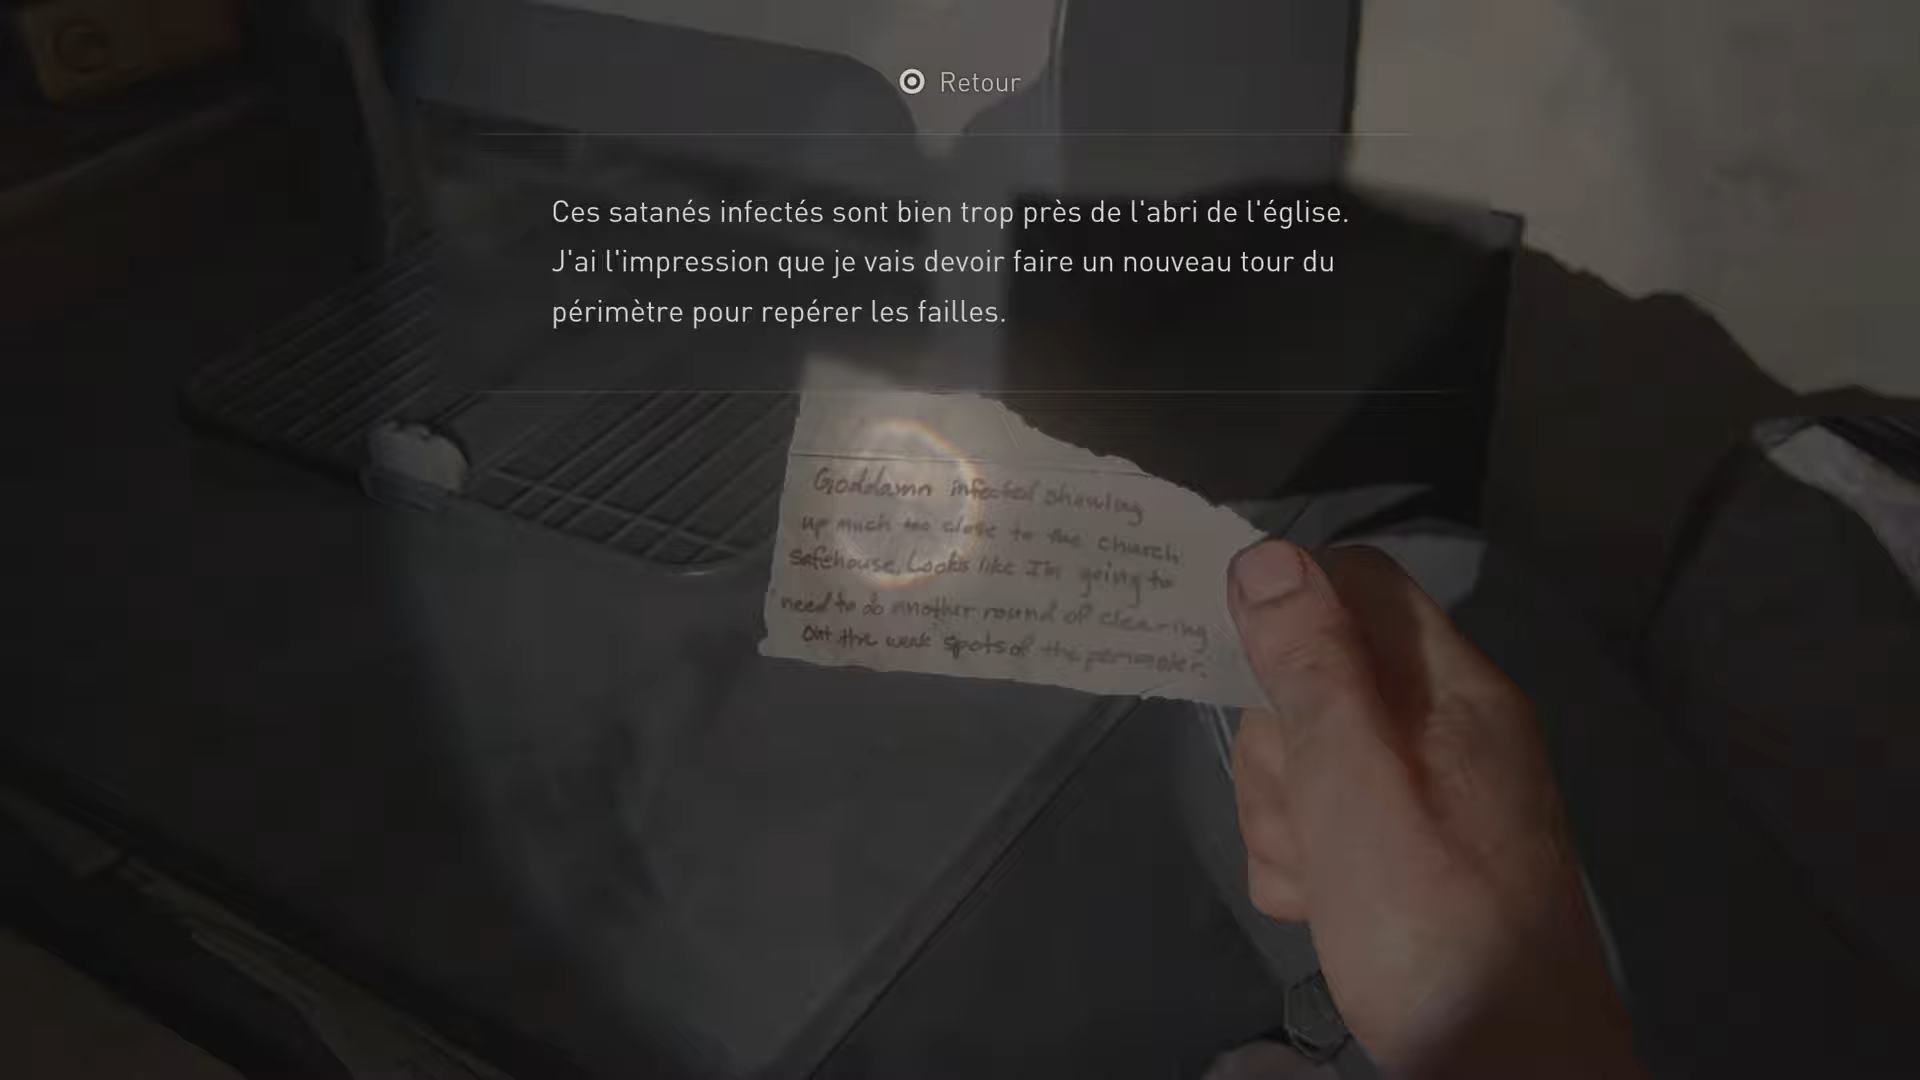 Retour
Ces satanés infectés sont bien trop près de l'abri de l'église.
J'ai l'impression que je vais devoir faire un nouveau tour du
périmètre pour repérer les failles.
Goddamn infected showing
up much too close to the church
safehouse. Looks like I'm going to
need to do another round of clearing
out the weak spots of the perimeter.